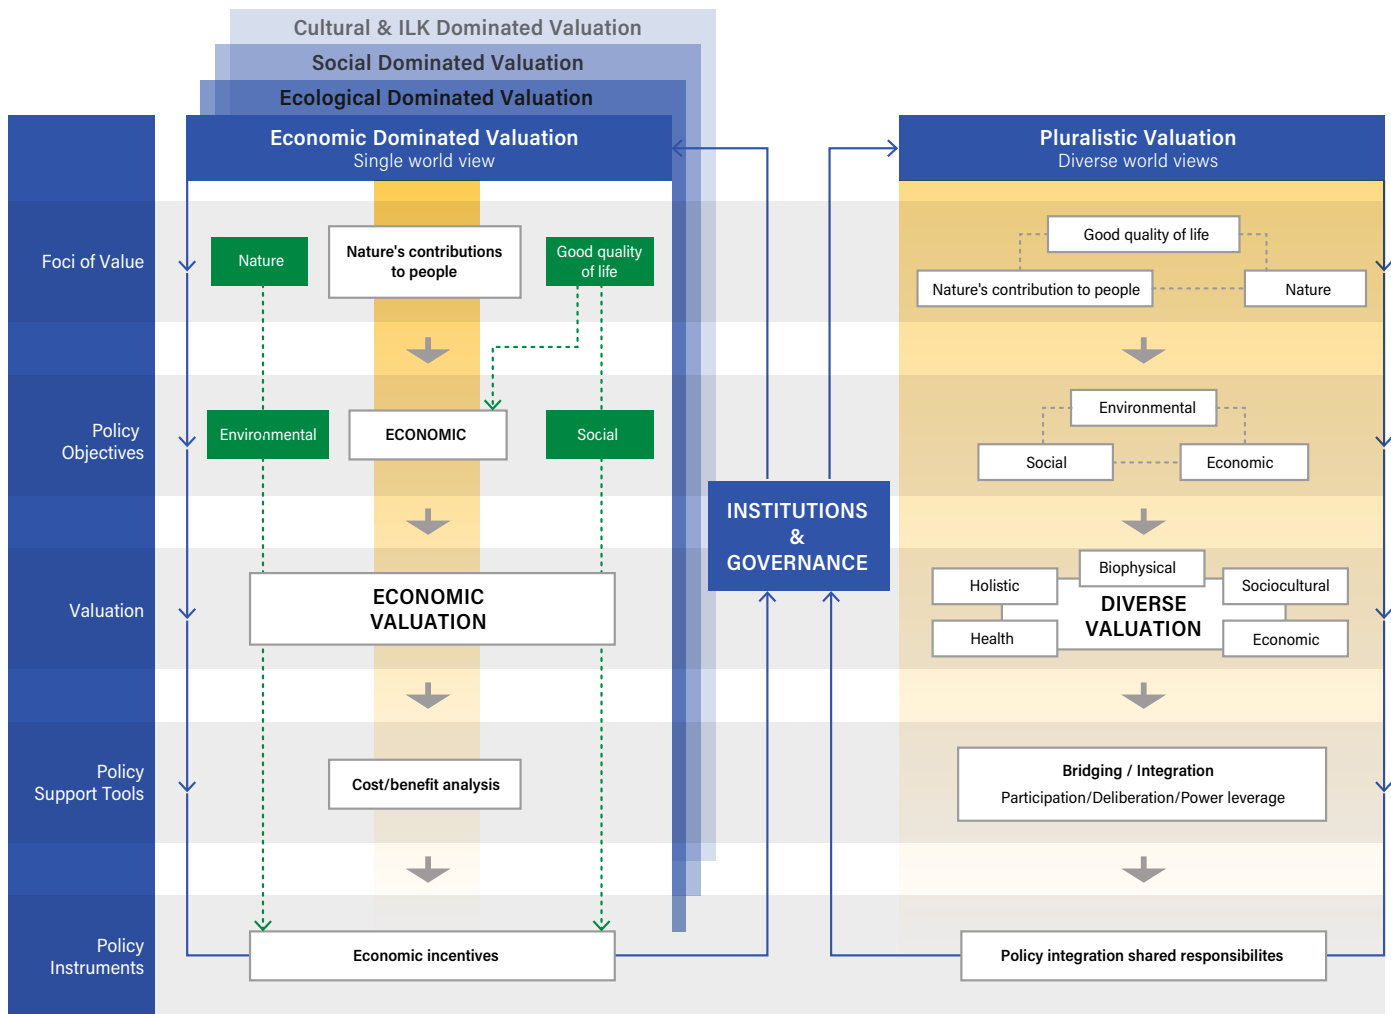 Cultural & ILK Dominated Valuation
Social Dominated Valuation
Ecological Dominated Valuation
Economic Dominated Valuation
Single world view
Pluralistic Valuation
Diverse world views
Foci of Value
Nature
Nature's contributions
to people
Good quality
of life
Good quality of life
Nature's contribution to people
Nature
Policy
Objectives
Environmental
ECONOMIC
Social
Environmental
Social
Economic
INSTITUTIONS
&
GOVERNANCE
Valuation
ECONOMIC
VALUATION
Biophysical
Holistic
Sociocultural
DIVERSE
VALUATION
Health
Economic
Policy
Support Tools
Cost/benefit analysis
Bridging / Integration
Participation/Deliberation/Power leverage
Policy
Instruments
Economic incentives
Policy integration shared responsibilites